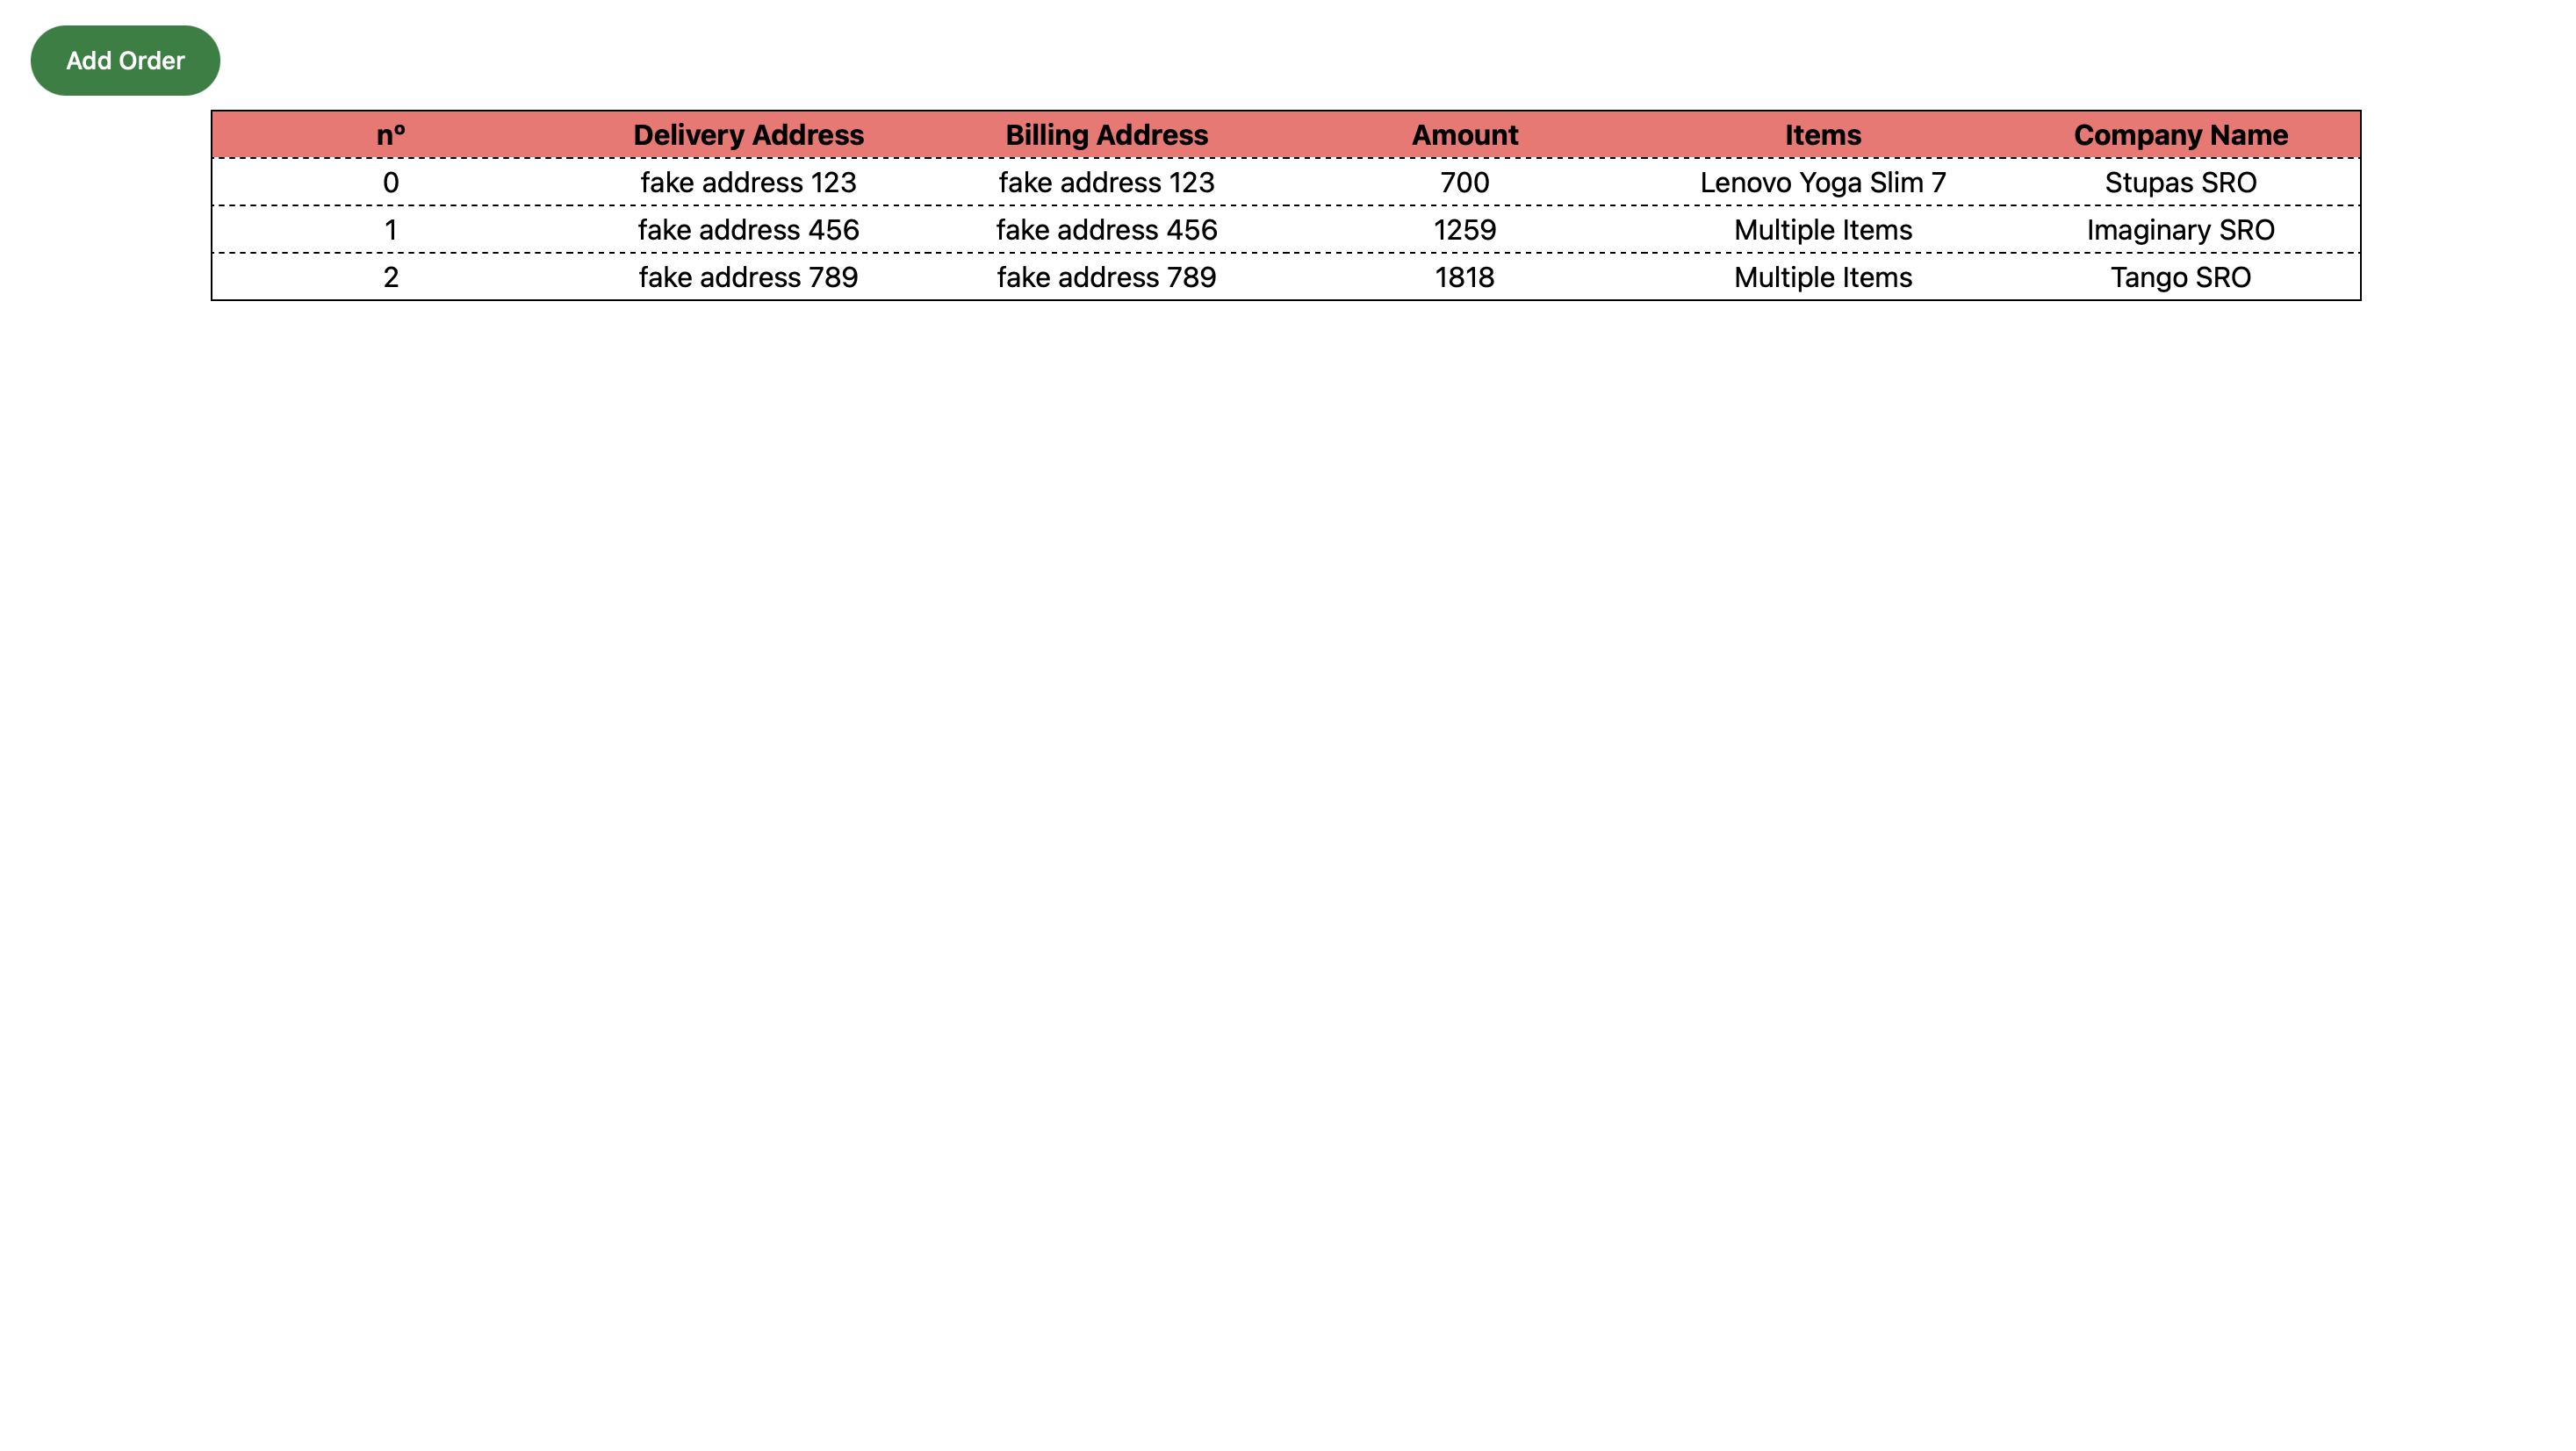 Add Order
nº Delivery Address Billing Address Amount Items Company Name
0 fake address 123 fake address 123 700 Lenovo Yoga Slim 7 Stupas SRO
1 fake address 456 fake address 456 1259 Multiple Items Imaginary SRO
2 fake address 789 fake address 789 1818 Multiple Items Tango SRO